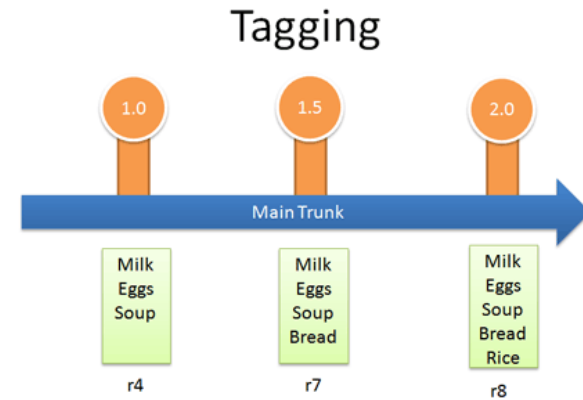 Tagging
1.0
1.5
2.0
Main Trunk
Milk
Eggs
Soup
r4
Milk
Eggs
Soup
Bread
r7
Milk
Eggs
Soup
Bread
Rice
r8